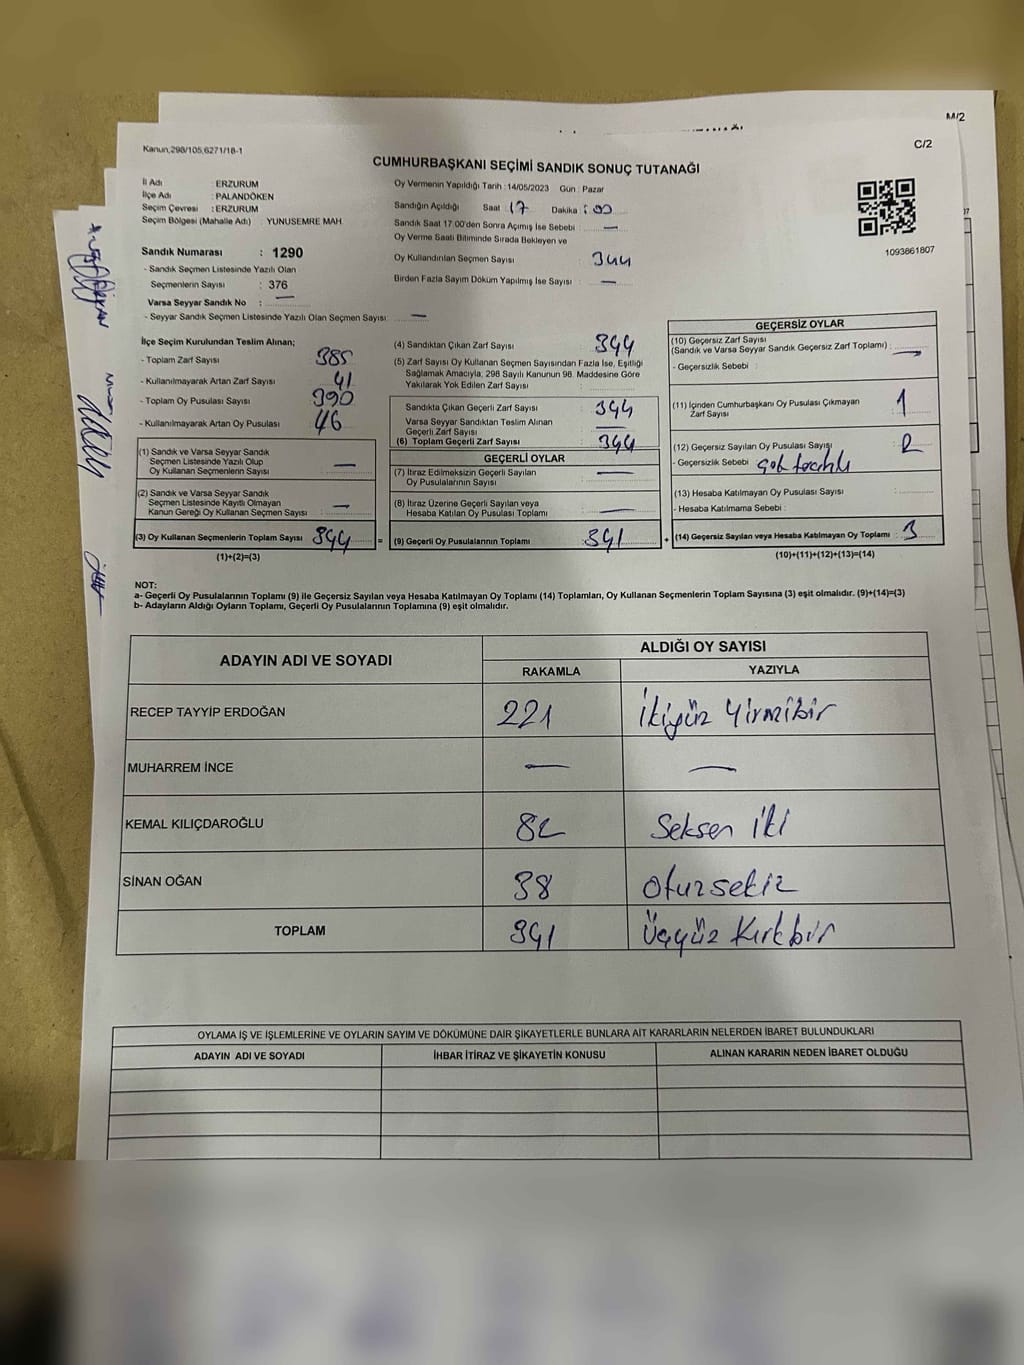 M/2
C/2
Kanun,298/105,6271/18-1
CUMHURBAŞKANI SEÇİMİ SANDIK SONUÇ TUTANAĞI
İl Adı : ERZURUM
İlçe Adı : PALANDÖKEN
Seçim Çevresi : ERZURUM
Seçim Bölgesi (Mahalle Adı) : YUNUSEMRE MAH.
Sandık Numarası : 1290
- Sandık Seçmen Listesinde Yazılı Olan
Seçmenlerin Sayısı : 376
Varsa Seyyar Sandık No : —
- Seyyar Sandık Seçmen Listesinde Yazılı Olan Seçmen Sayısı: —
Oy Vermenin Yapıldığı Tarih : 14/05/2023 Gün : Pazar
Sandığın Açıldığı Saat 17 Dakika : 00
Sandık Saat 17:00'den Sonra Açılmış İse Sebebi : —
Oy Verme Saati Bitiminde Sırada Bekleyen ve
Oy Kullandırılan Seçmen Sayısı : 344
Birden Fazla Sayım Döküm Yapılmış İse Sayısı : —
1093861807
İlçe Seçim Kurulundan Teslim Alınan;
- Toplam Zarf Sayısı : 385
- Kullanılmayarak Artan Zarf Sayısı : 41
- Toplam Oy Pusulası Sayısı : 390
- Kullanılmayarak Artan Oy Pusulası : 46
(1) Sandık ve Varsa Seyyar Sandık
Seçmen Listesinde Yazılı Olup
Oy Kullanan Seçmenlerin Sayısı : —
(2) Sandık ve Varsa Seyyar Sandık
Seçmen Listesinde Kayıtlı Olmayan
Kanun Gereği Oy Kullanan Seçmen Sayısı : —
(3) Oy Kullanan Seçmenlerin Toplam Sayısı : 344 =
(1)+(2)=(3)
(4) Sandıktan Çıkan Zarf Sayısı : 344
(5) Zarf Sayısı Oy Kullanan Seçmen Sayısından Fazla İse, Eşitliği
Sağlamak Amacıyla, 298 Sayılı Kanunun 98. Maddesine Göre
Yakılarak Yok Edilen Zarf Sayısı :
Sandıkta Çıkan Geçerli Zarf Sayısı : 344
Varsa Seyyar Sandıktan Teslim Alınan
Geçerli Zarf Sayısı : —
(6) Toplam Geçerli Zarf Sayısı : 344
GEÇERLİ OYLAR
(7) İtiraz Edilmeksizin Geçerli Sayılan
Oy Pusulalarının Sayısı : —
(8) İtiraz Üzerine Geçerli Sayılan veya
Hesaba Katılan Oy Pusulası Toplamı : —
(9) Geçerli Oy Pusulalarının Toplamı : 341 +
GEÇERSİZ OYLAR
(10) Geçersiz Zarf Sayısı
(Sandık ve Varsa Seyyar Sandık Geçersiz Zarf Toplamı) : —
- Geçersizlik Sebebi :
(11) İçinden Cumhurbaşkanı Oy Pusulası Çıkmayan
Zarf Sayısı : 1
(12) Geçersiz Sayılan Oy Pusulası Sayısı : 2
- Geçersizlik Sebebi : çok tercihli
(13) Hesaba Katılmayan Oy Pusulası Sayısı :
- Hesaba Katılmama Sebebi :
(14) Geçersiz Sayılan veya Hesaba Katılmayan Oy Toplamı : 3
(10)+(11)+(12)+(13)=(14)
NOT:
a- Geçerli Oy Pusulalarının Toplamı (9) ile Geçersiz Sayılan veya Hesaba Katılmayan Oy Toplamı (14) Toplamları, Oy Kullanan Seçmenlerin Toplam Sayısına (3) eşit olmalıdır. (9)+(14)=(3)
b- Adayların Aldığı Oyların Toplamı, Geçerli Oy Pusulalarının Toplamına (9) eşit olmalıdır.
ADAYIN ADI VE SOYADI
ALDIĞI OY SAYISI
RAKAMLA YAZIYLA
RECEP TAYYİP ERDOĞAN 221 İkiyüz Yirmibir
MUHARREM İNCE — —
KEMAL KILIÇDAROĞLU 82 Seksen iki
SİNAN OĞAN 38 Otuzsekiz
TOPLAM 341 Üçyüz Kırkbir
OYLAMA İŞ VE İŞLEMLERİNE VE OYLARIN SAYIM VE DÖKÜMÜNE DAİR ŞİKAYETLERLE BUNLARA AİT KARARLARIN NELERDEN İBARET BULUNDUKLARI
ADAYIN ADI VE SOYADI İHBAR İTİRAZ VE ŞİKAYETİN KONUSU ALINAN KARARIN NEDEN İBARET OLDUĞU